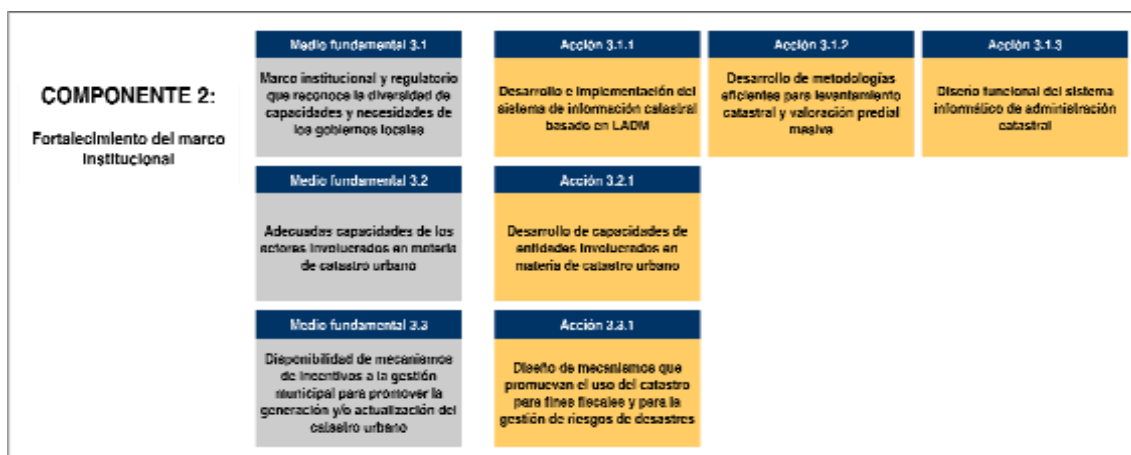 COMPONENTE 2:
Fortalecimiento del marco
institucional
Medio fundamental 3.1
Marco institucional y regulatorio
que reconoce la diversidad de
capacidades y necesidades de
los gobiernos locales
Acción 3.1.1
Desarrollo e implementación del
sistema de información catastral
basado en LADM
Acción 3.1.2
Desarrollo de metodologías
eficientes para levantamiento
catastral y valoración predial
masiva
Acción 3.1.3
Diseño funcional del sistema
informático de administración
catastral
Medio fundamental 3.2
Adecuadas capacidades de los
actores involucrados en materia
de catastro urbano
Acción 3.2.1
Desarrollo de capacidades de
entidades involucrados en
materia de catastro urbano
Medio fundamental 3.3
Disponibilidad de mecanismos
de incentivos a la gestión
municipal para promover la
generación y/o actualización del
catastro urbano
Acción 3.3.1
Diseño de mecanismos que
promuevan el uso del catastro
para fines fiscales y para la
gestión de riesgos de desastres